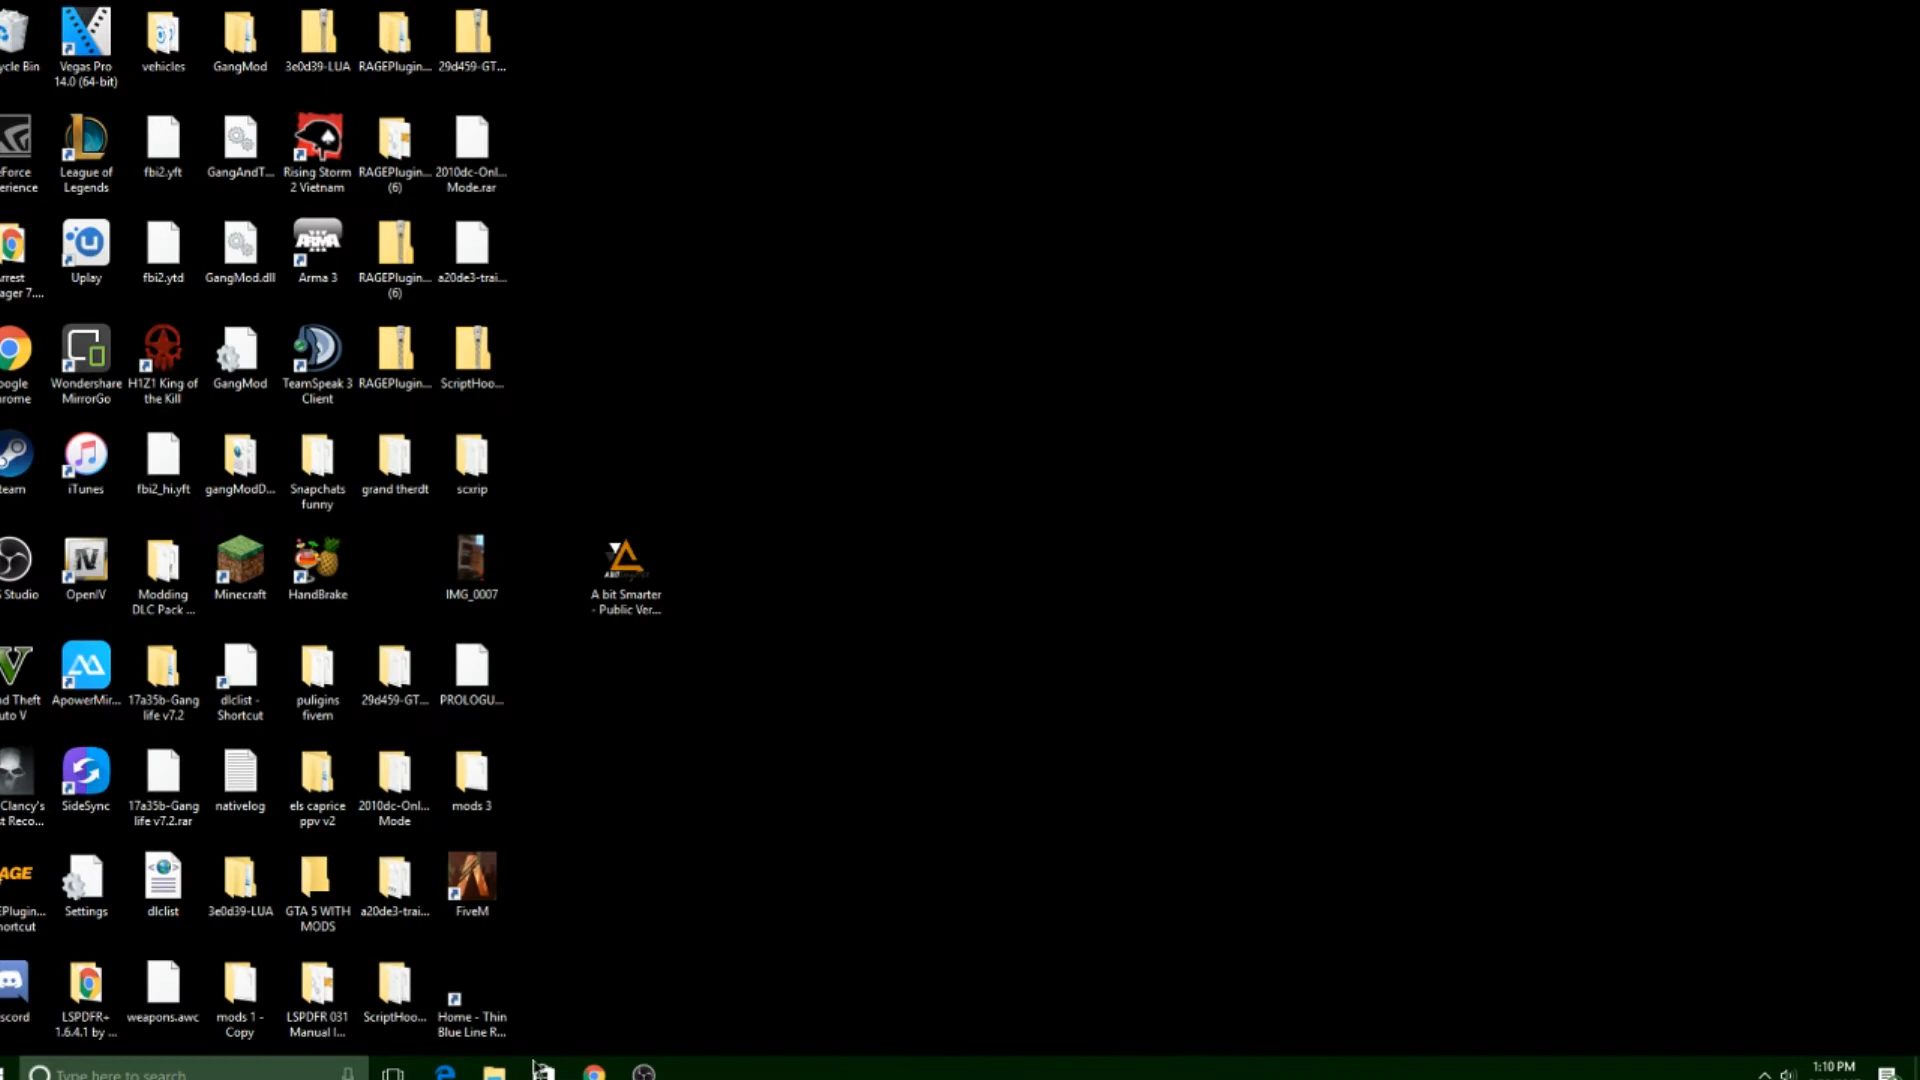 ycle Bin
Vegas Pro
14.0 (64-bit)
vehicles
GangMod
3e0d39-LUA
RAGEPlugin...
29d459-GT...
eForce
erience
League of
Legends
fbi2.yft
GangAndT...
Rising Storm
2 Vietnam
RAGEPlugin...
(6)
2010dc-Onl...
Mode.rar
rrest
ager 7....
Uplay
fbi2.ytd
GangMod.dll
ARMA
Arma 3
RAGEPlugin...
(6)
a20de3-trai...
oogle
rome
Wondershare
MirrorGo
H1Z1 King of
the Kill
GangMod
TeamSpeak 3
Client
RAGEPlugin...
ScriptHoo...
team
iTunes
fbi2_hi.yft
gangModD...
Snapchats
funny
grand therdt
scxrip
S Studio
OpenIV
Modding
DLC Pack ...
Minecraft
HandBrake
IMG_0007
A bit Smarter
- Public Ver...
nd Theft
uto V
ApowerMir...
17a35b-Gang
life v7.2
dlclist -
Shortcut
puligins
fivem
29d459-GT...
PROLOGU...
Clancy's
st Reco...
SideSync
17a35b-Gang
life v7.2.rar
nativelog
els caprice
ppv v2
2010dc-Onl...
Mode
mods 3
AGE
EPlugin...
hortcut
Settings
dlclist
3e0d39-LUA
GTA 5 WITH
MODS
a20de3-trai...
FiveM
scord
LSPDFR+
1.6.4.1 by ...
weapons.awc
mods 1 -
Copy
LSPDFR 031
Manual I...
ScriptHoo...
Home - Thin
Blue Line R...
Type here to search
1:10 PM